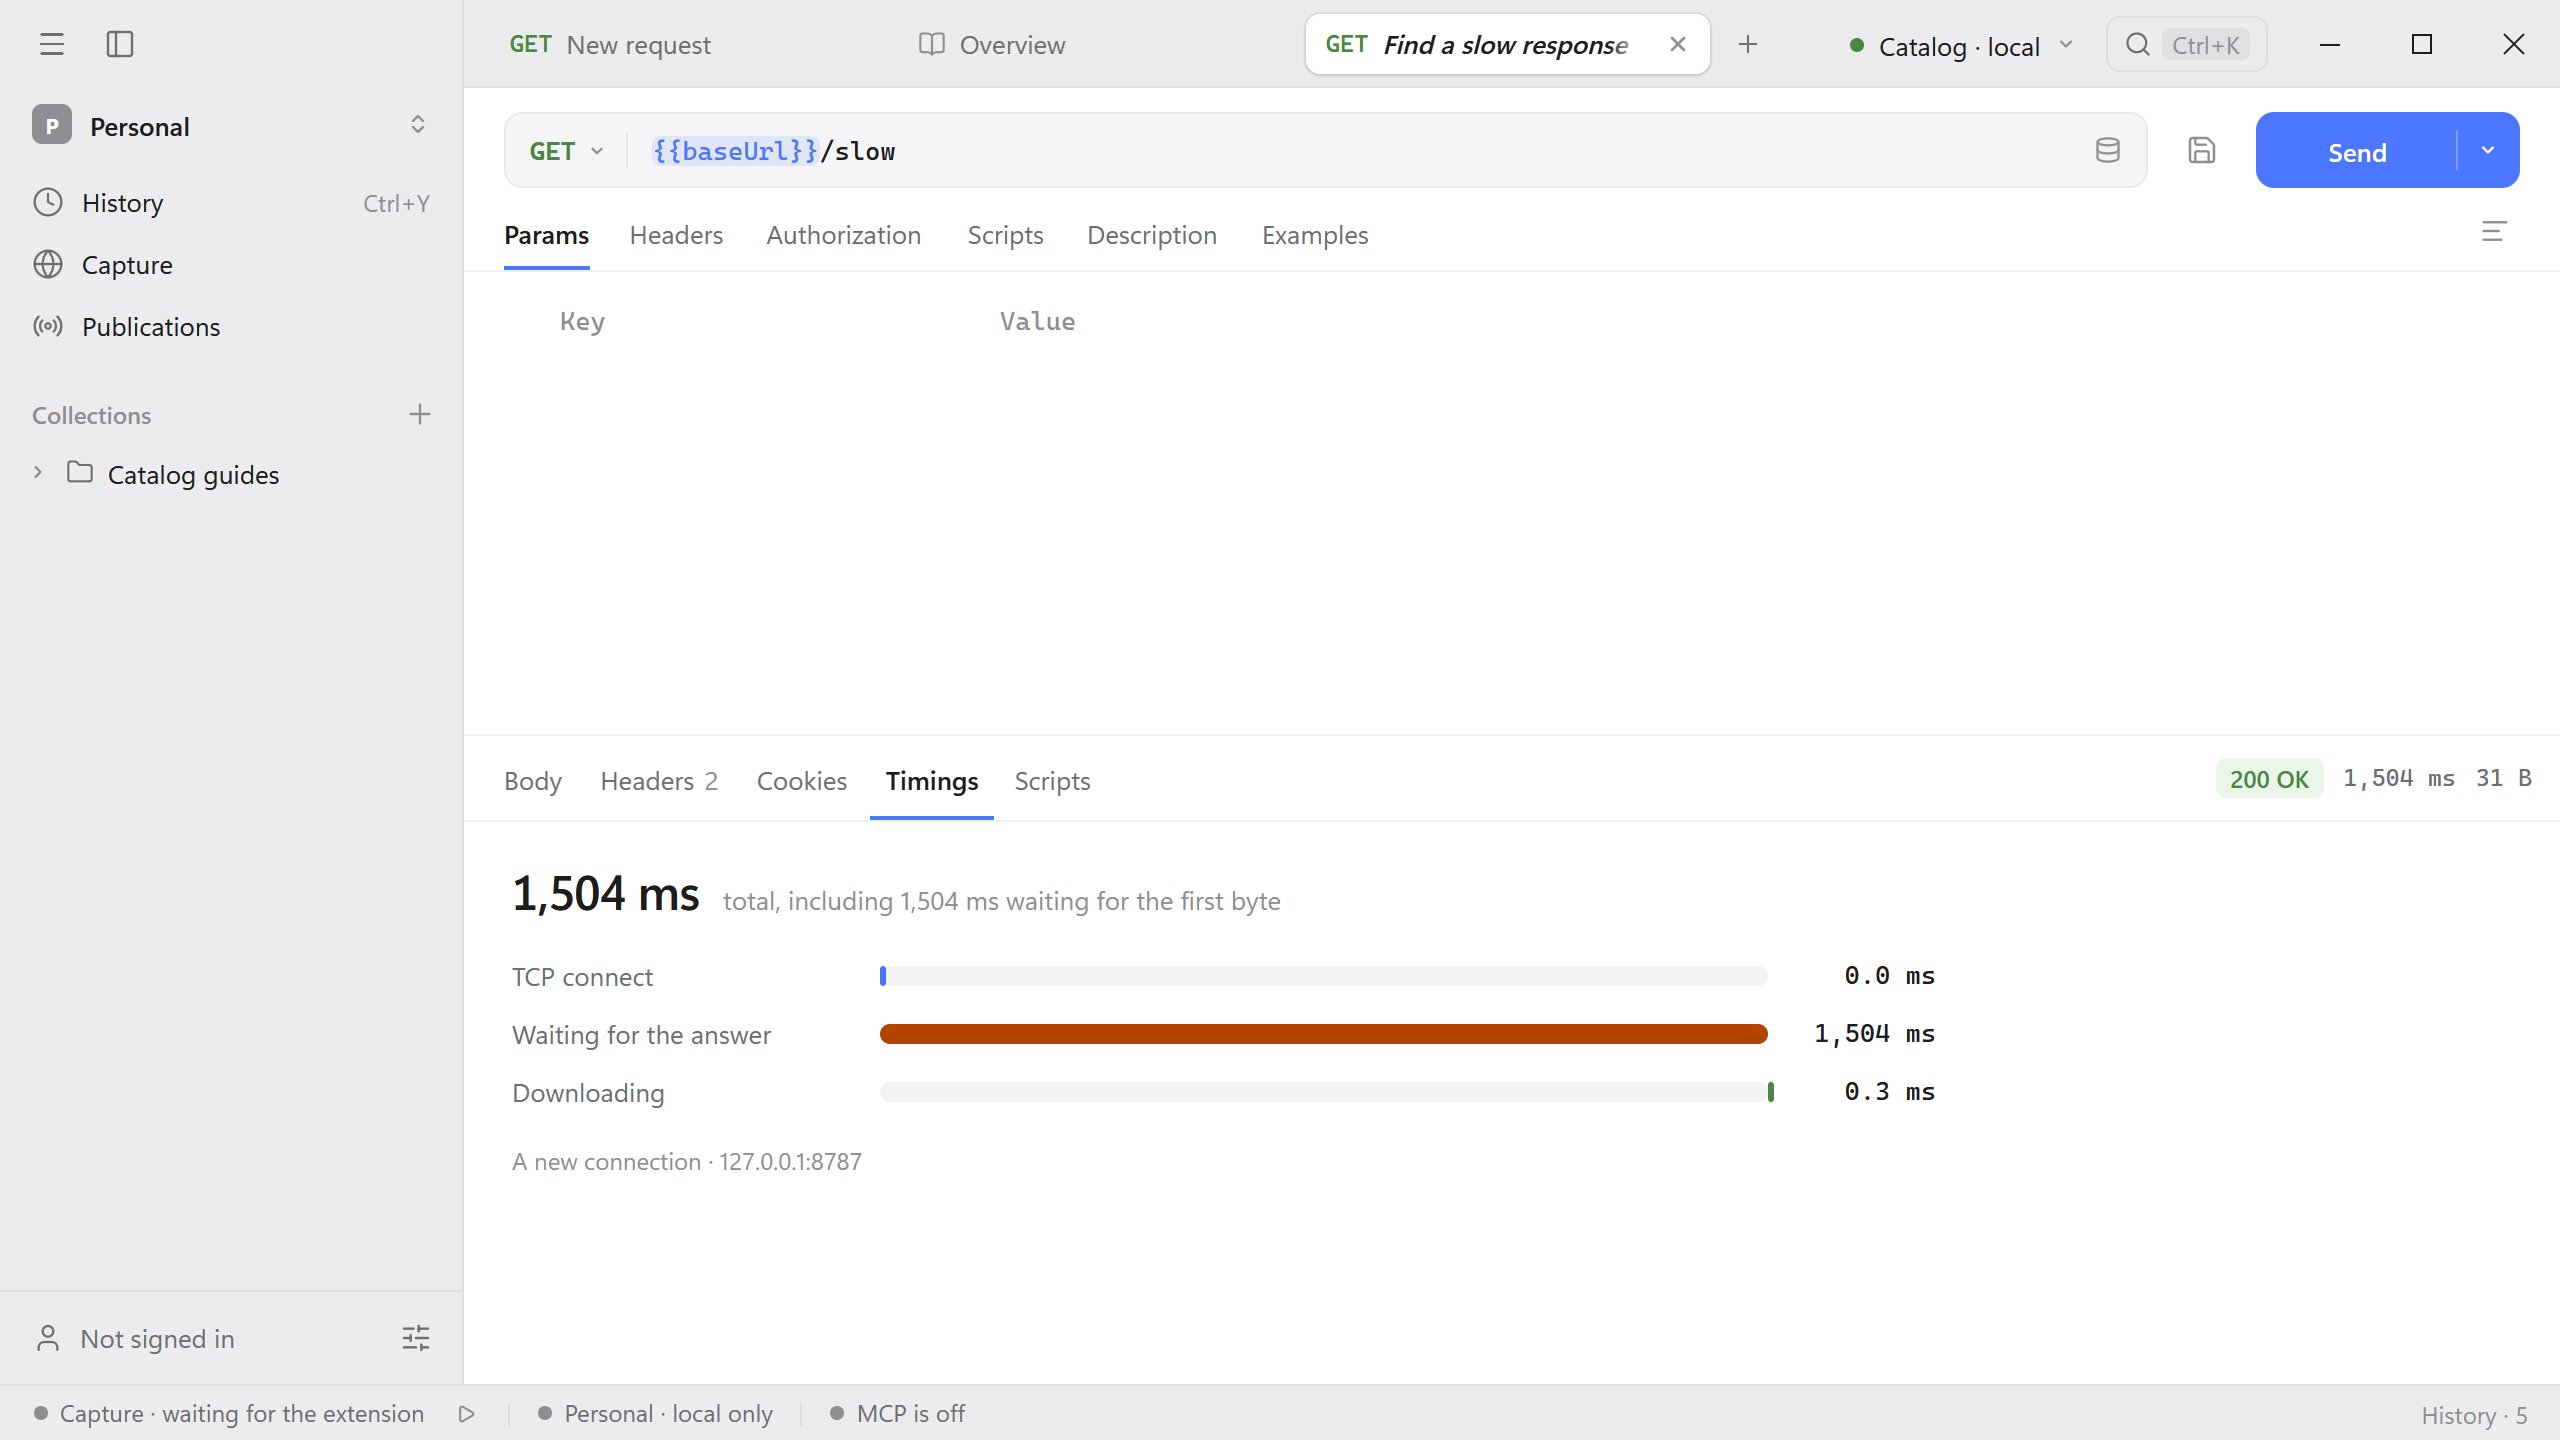 GET New request
Overview
GET Find a slow response
Catalog · local
Ctrl+K
P Personal
History Ctrl+Y
Capture
Publications
Collections
Catalog guides
GET {{baseUrl}}/slow
Send
Params Headers Authorization Scripts Description Examples
Key Value
Body Headers 2 Cookies Timings Scripts
200 OK 1,504 ms 31 B
1,504 ms total, including 1,504 ms waiting for the first byte
TCP connect 0.0 ms
Waiting for the answer 1,504 ms
Downloading 0.3 ms
A new connection · 127.0.0.1:8787
Not signed in
Capture · waiting for the extension
Personal · local only
MCP is off
History · 5